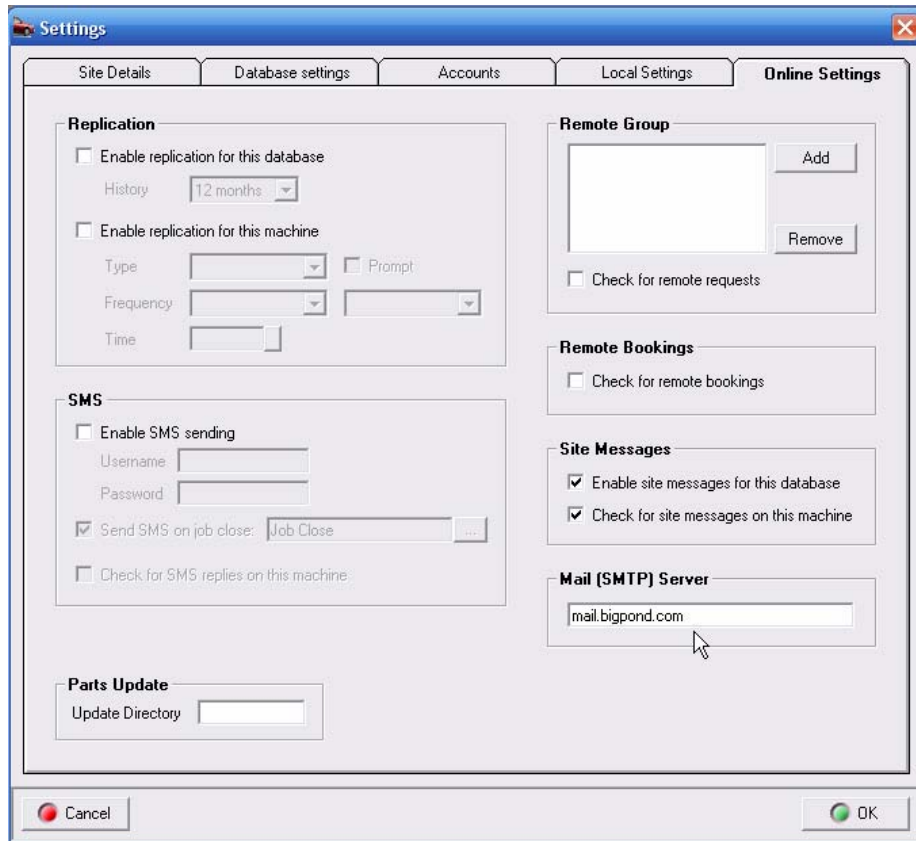 Settings
Site Details Database settings Accounts Local Settings Online Settings
Replication
Enable replication for this database
History 12 months
Enable replication for this machine
Type Prompt
Frequency
Time
SMS
Enable SMS sending
Username
Password
Send SMS on job close: Job Close ...
Check for SMS replies on this machine
Parts Update
Update Directory
Remote Group
Add
Remove
Check for remote requests
Remote Bookings
Check for remote bookings
Site Messages
Enable site messages for this database
Check for site messages on this machine
Mail (SMTP) Server
mail.bigpond.com
Cancel OK